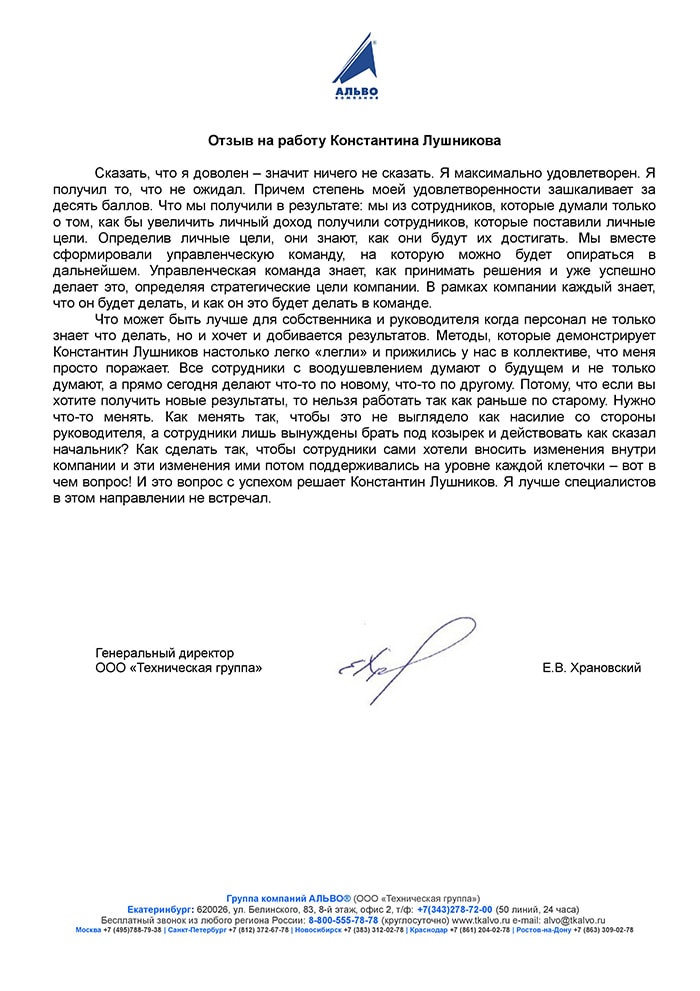 АЛЬВО
КОМПАНИЯ
Отзыв на работу Константина Лушникова
Сказать, что я доволен – значит ничего не сказать. Я максимально удовлетворен. Я
получил то, что не ожидал. Причем степень моей удовлетворенности зашкаливает за
десять баллов. Что мы получили в результате: мы из сотрудников, которые думали только
о том, как бы увеличить личный доход получили сотрудников, которые поставили личные
цели. Определив личные цели, они знают, как они будут их достигать. Мы вместе
сформировали управленческую команду, на которую можно будет опираться в
дальнейшем. Управленческая команда знает, как принимать решения и уже успешно
делает это, определяя стратегические цели компании. В рамках компании каждый знает,
что он будет делать, и как он это будет делать в команде.
Что может быть лучше для собственника и руководителя когда персонал не только
знает что делать, но и хочет и добивается результатов. Методы, которые демонстрирует
Константин Лушников настолько легко «легли» и прижились у нас в коллективе, что меня
просто поражает. Все сотрудники с воодушевлением думают о будущем и не только
думают, а прямо сегодня делают что-то по новому, что-то по другому. Потому, что если вы
хотите получить новые результаты, то нельзя работать так как раньше по старому. Нужно
что-то менять. Как менять так, чтобы это не выглядело как насилие со стороны
руководителя, а сотрудники лишь вынуждены брать под козырек и действовать как сказал
начальник? Как сделать так, чтобы сотрудники сами хотели вносить изменения внутри
компании и эти изменения ими потом поддерживались на уровне каждой клеточки – вот в
чем вопрос! И это вопрос с успехом решает Константин Лушников. Я лучше специалистов
в этом направлении не встречал.
Генеральный директор
ООО «Техническая группа»
Е.В. Храновский
Группа компаний АЛЬВО® (ООО «Техническая группа»)
Екатеринбург: 620026, ул. Белинского, 83, 8-й этаж, офис 2, т/ф: +7(343)278-72-00 (50 линий, 24 часа)
Бесплатный звонок из любого региона России: 8-800-555-78-78 (круглосуточно) www.tkalvo.ru e-mail: alvo@tkalvo.ru
Москва +7 (495)788-79-38 | Санкт-Петербург +7 (812) 372-67-78 | Новосибирск +7 (383) 312-02-78 | Краснодар +7 (861) 204-02-78 | Ростов-на-Дону +7 (863) 309-02-78